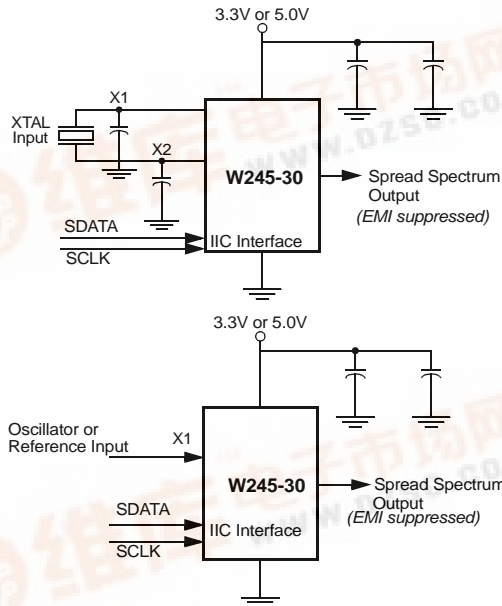 3.3V or 5.0V
X1
XTAL
Input
X2
W245-30
Spread Spectrum
Output
(EMI suppressed)
SDATA
IIC Interface
SCLK
3.3V or 5.0V
Oscillator or
Reference Input
X1
W245-30
Spread Spectrum
Output
(EMI suppressed)
SDATA
IIC Interface
SCLK